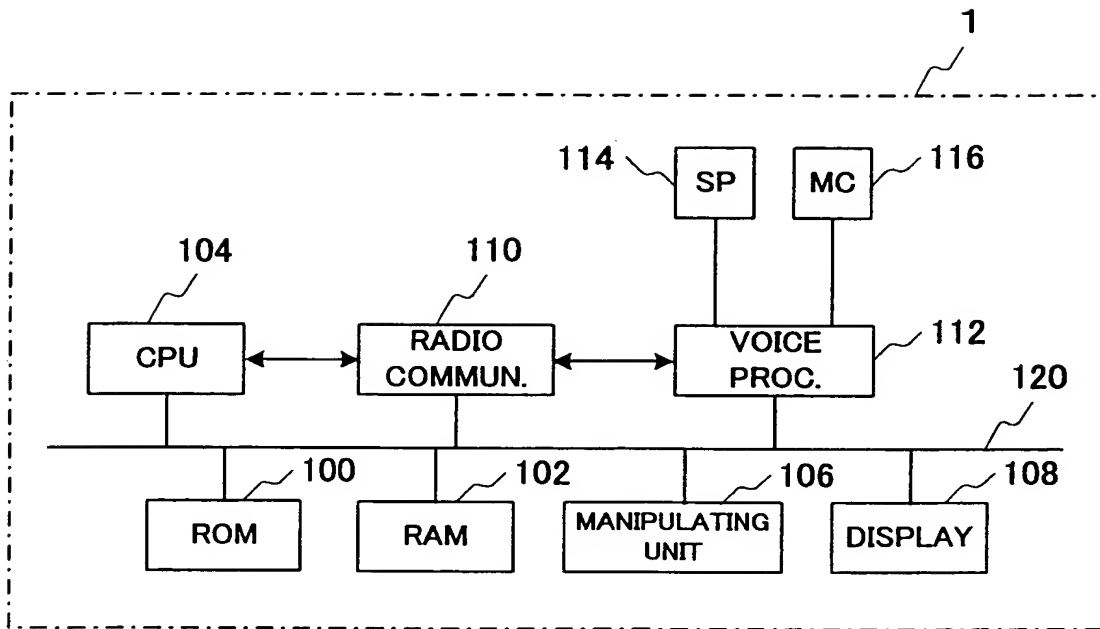 1
114
SP
MC
116
104
110
CPU
RADIO
COMMUN.
VOICE
PROC.
112
120
100
102
106
108
ROM
RAM
MANIPULATING
UNIT
DISPLAY